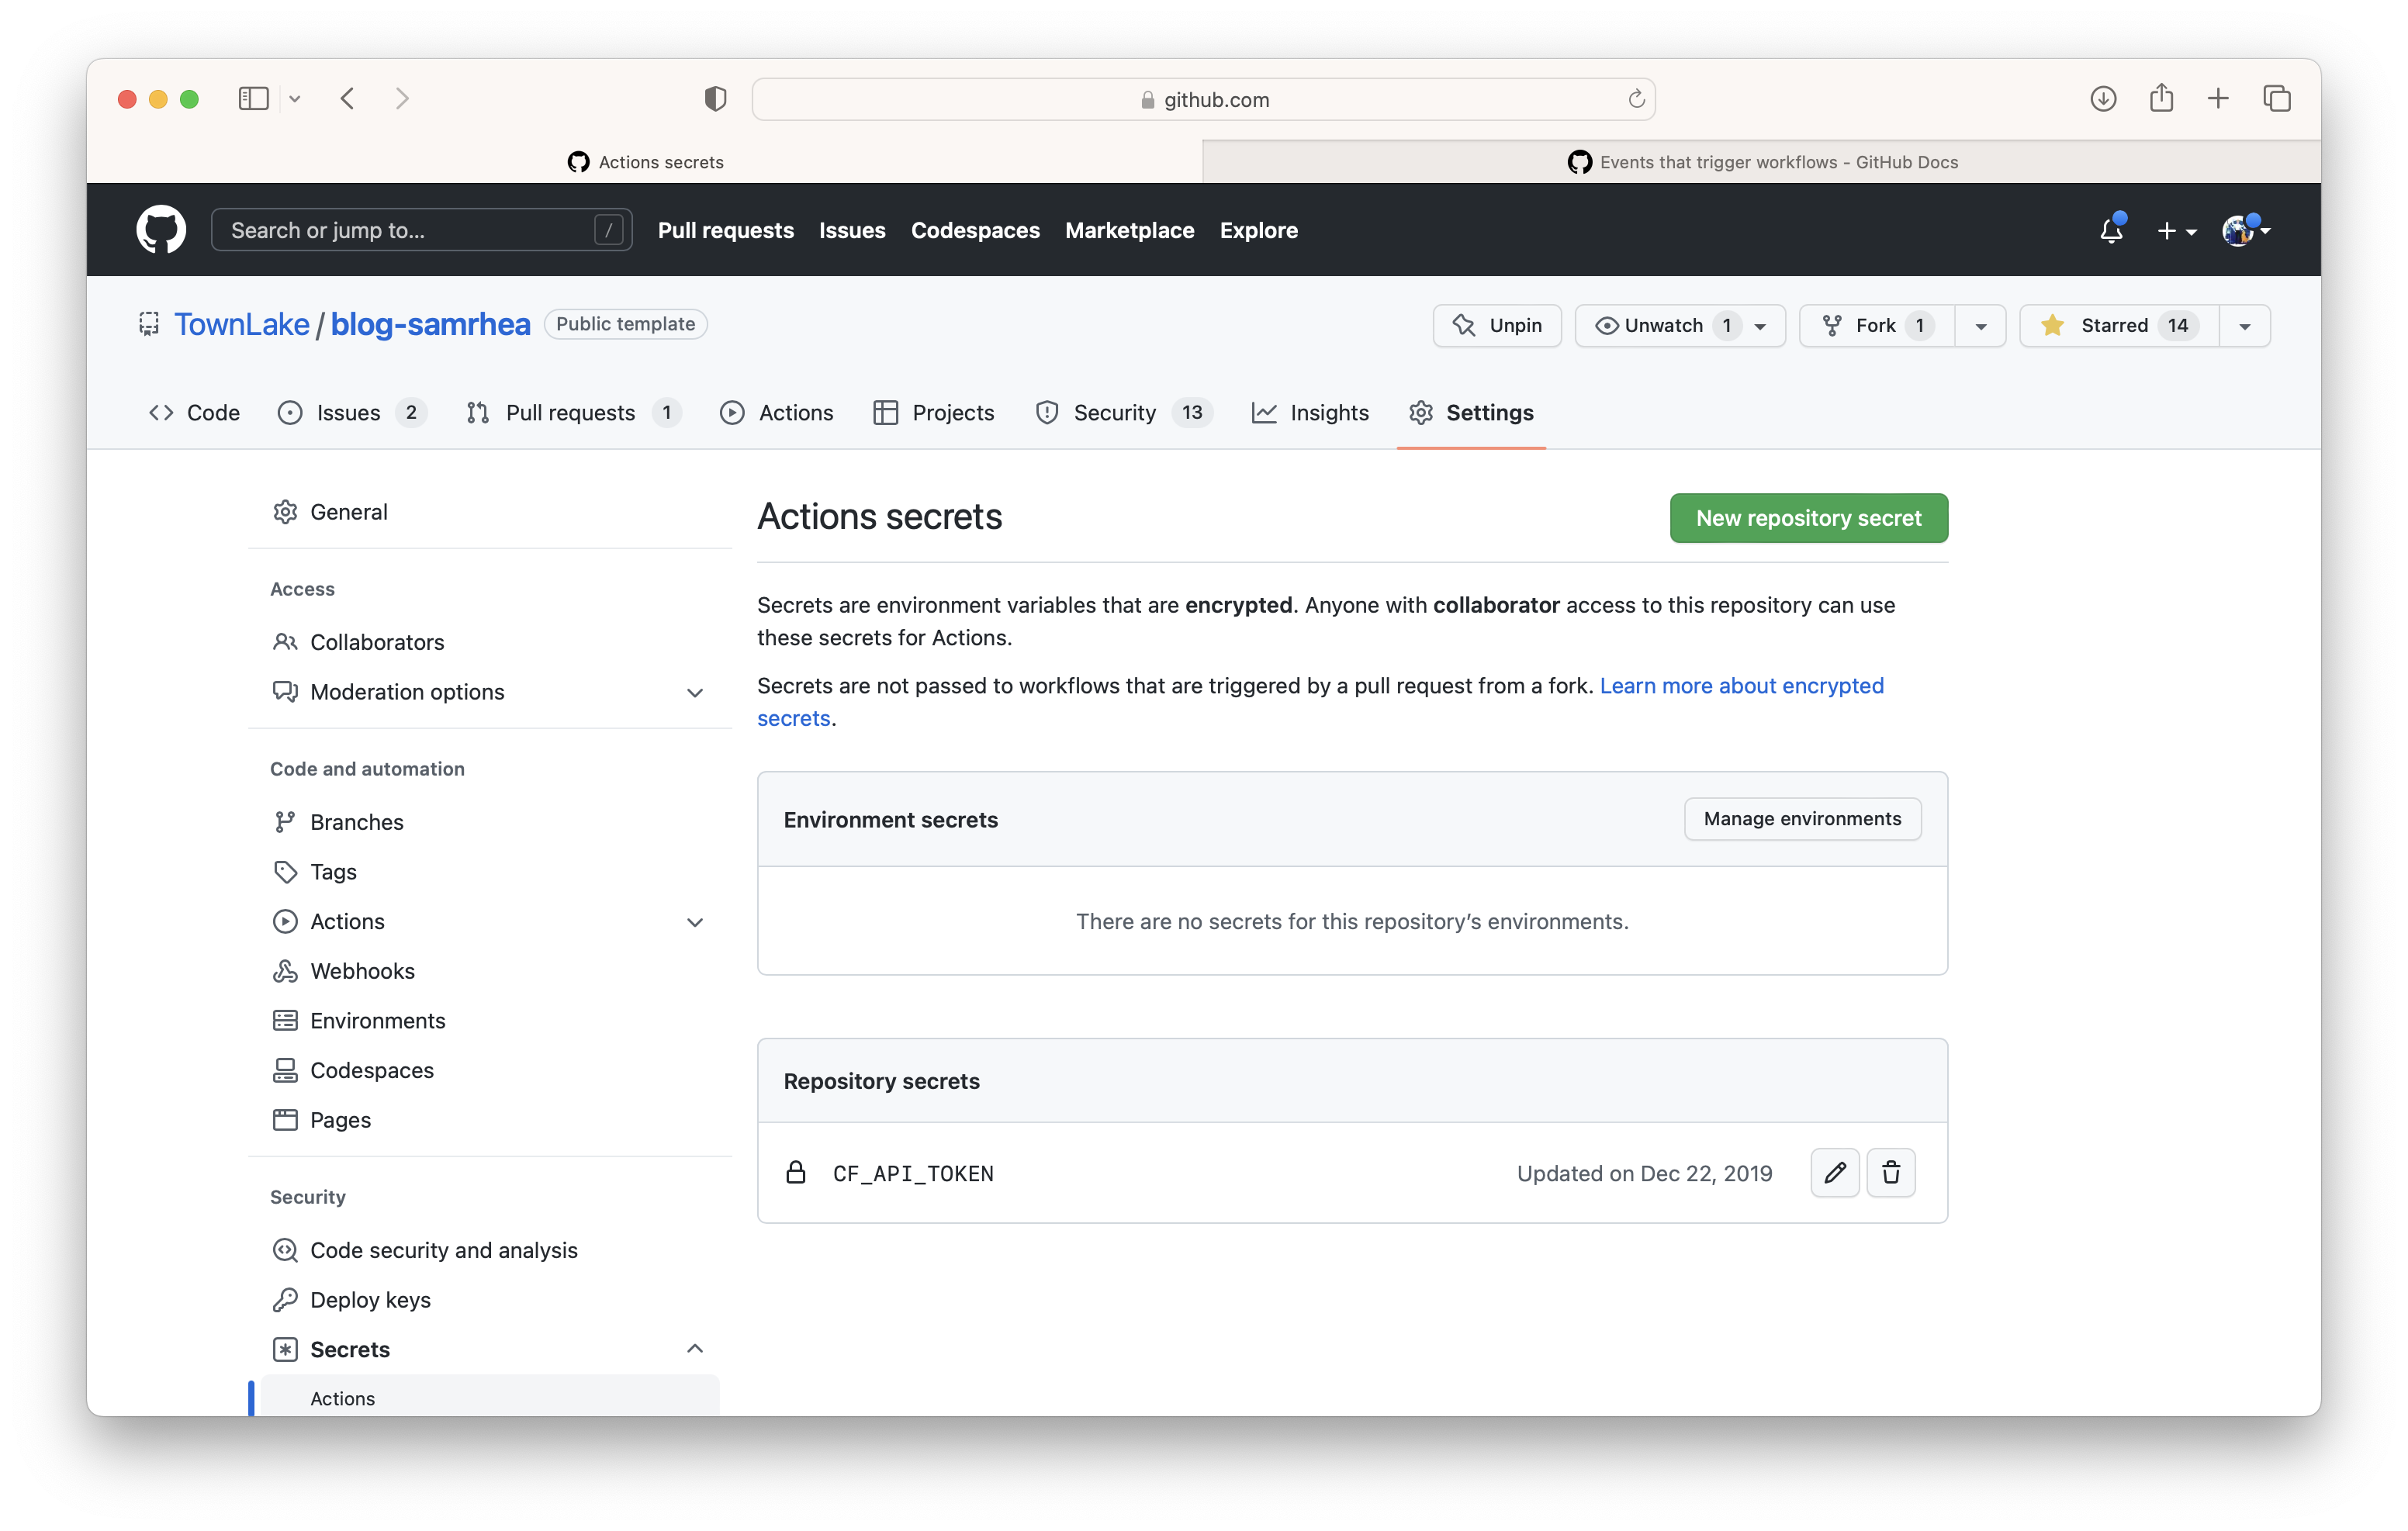 github.com
Actions secrets
Events that trigger workflows - GitHub Docs
Search or jump to... /
Pull requests Issues Codespaces Marketplace Explore
TownLake / blog-samrhea Public template
Unpin Unwatch 1 Fork 1 Starred 14
Code Issues 2 Pull requests 1 Actions Projects Security 13 Insights Settings
General
Access
Collaborators
Moderation options
Code and automation
Branches
Tags
Actions
Webhooks
Environments
Codespaces
Pages
Security
Code security and analysis
Deploy keys
Secrets
Actions
Actions secrets
New repository secret
Secrets are environment variables that are encrypted. Anyone with collaborator access to this repository can use
these secrets for Actions.
Secrets are not passed to workflows that are triggered by a pull request from a fork. Learn more about encrypted
secrets.
Environment secrets
Manage environments
There are no secrets for this repository’s environments.
Repository secrets
CF_API_TOKEN Updated on Dec 22, 2019